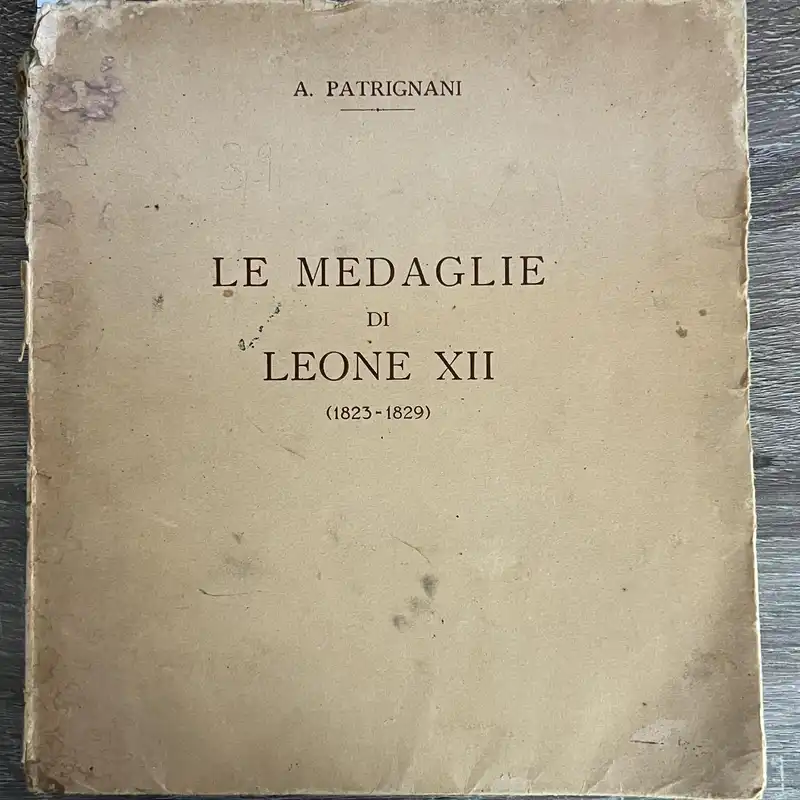 A. PATRIGNANI
LE MEDAGLIE
DI
LEONE XII
(1823-1829)